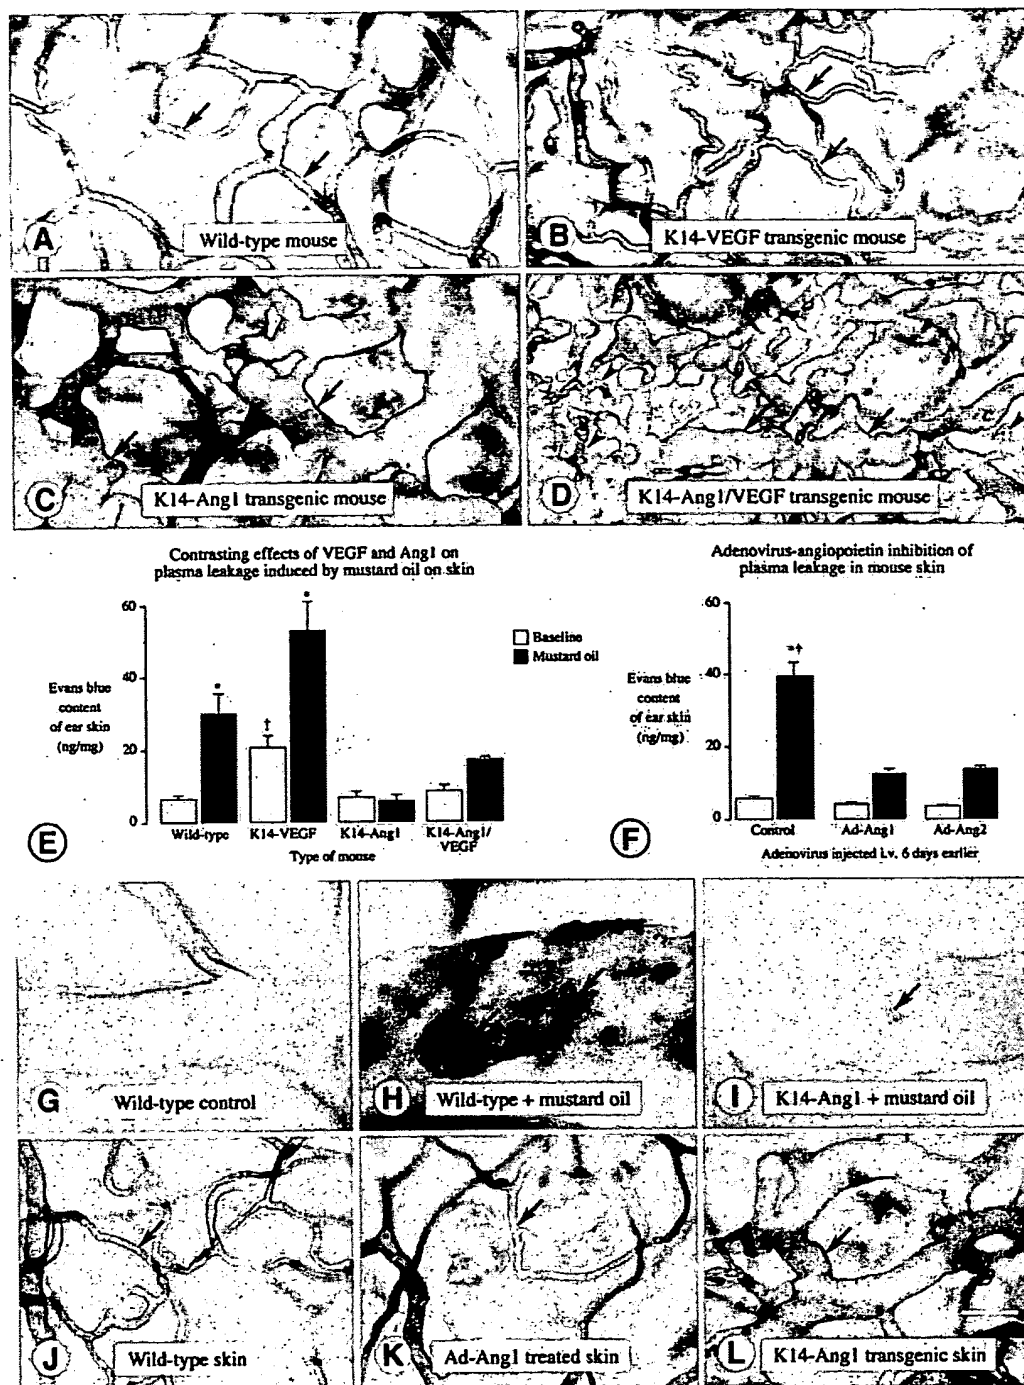 A
Wild-type mouse
B
K14-VEGF transgenic mouse
C
K14-Ang1 transgenic mouse
D
K14-Ang1/VEGF transgenic mouse
Contrasting effects of VEGF and Ang1 on
plasma leakage induced by mustard oil on skin
60
40
20
0
Evans blue
content
of ear skin
(ng/mg)
*
†
*
Wild-type
K14-VEGF
K14-Ang1
K14-Ang1/
VEGF
Type of mouse
E
Baseline
Mustard oil
Adenovirus-angiopoietin inhibition of
plasma leakage in mouse skin
60
40
20
0
Evans blue
content
of ear skin
(ng/mg)
*†
Control
Ad-Ang1
Ad-Ang2
Adenovirus injected i.v. 6 days earlier
F
G
Wild-type control
H
Wild-type + mustard oil
I
K14-Ang1 + mustard oil
J
Wild-type skin
K
Ad-Ang1 treated skin
L
K14-Ang1 transgenic skin